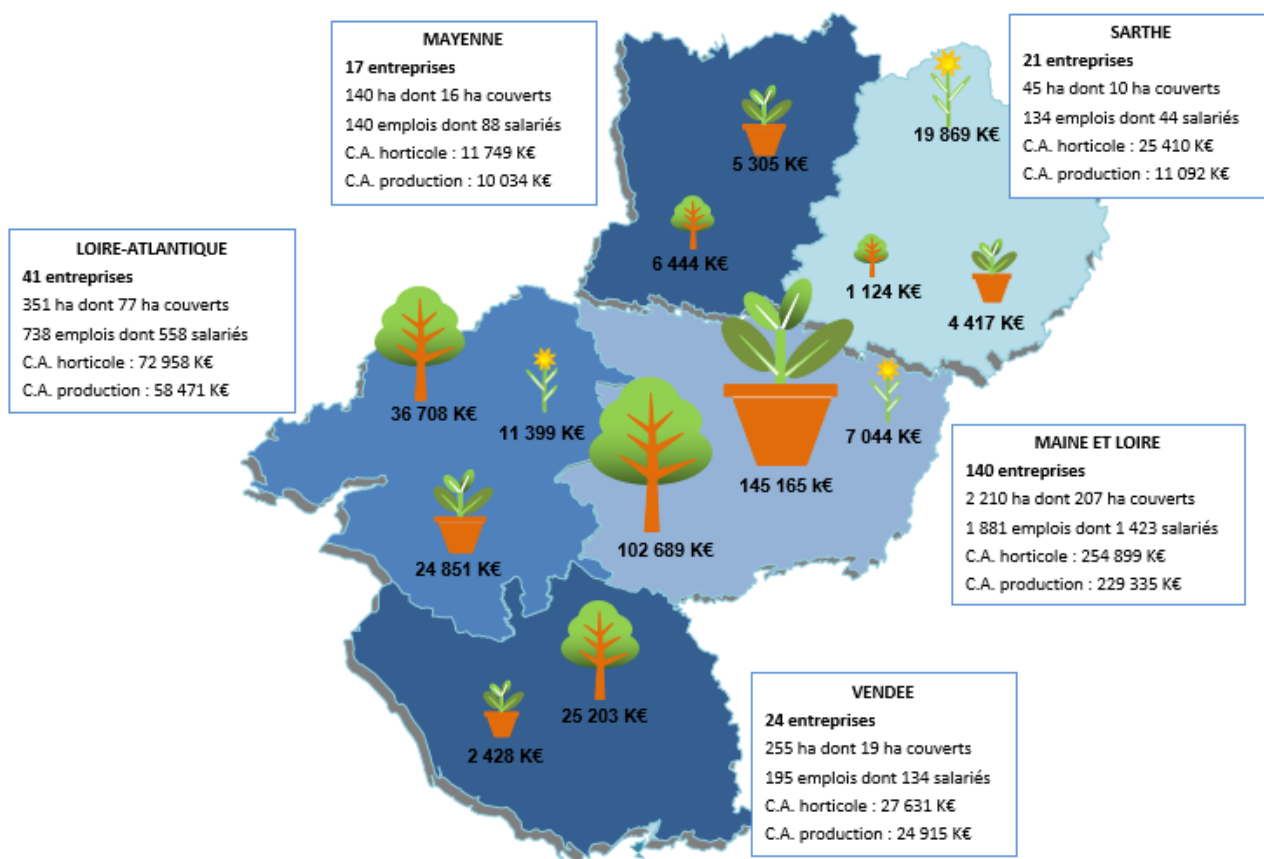 MAYENNE
17 entreprises
140 ha dont 16 ha couverts
140 emplois dont 88 salariés
C.A. horticole : 11 749 K€
C.A. production : 10 034 K€
SARTHE
21 entreprises
45 ha dont 10 ha couverts
134 emplois dont 44 salariés
C.A. horticole : 25 410 K€
C.A. production : 11 092 K€
19 869 K€
5 305 K€
6 444 K€
1 124 K€
4 417 K€
LOIRE-ATLANTIQUE
41 entreprises
351 ha dont 77 ha couverts
738 emplois dont 558 salariés
C.A. horticole : 72 958 K€
C.A. production : 58 471 K€
36 708 K€
11 399 K€
24 851 K€
7 044 K€
145 165 k€
102 689 K€
MAINE ET LOIRE
140 entreprises
2 210 ha dont 207 ha couverts
1 881 emplois dont 1 423 salariés
C.A. horticole : 254 899 K€
C.A. production : 229 335 K€
25 203 K€
2 428 K€
VENDEE
24 entreprises
255 ha dont 19 ha couverts
195 emplois dont 134 salariés
C.A. horticole : 27 631 K€
C.A. production : 24 915 K€